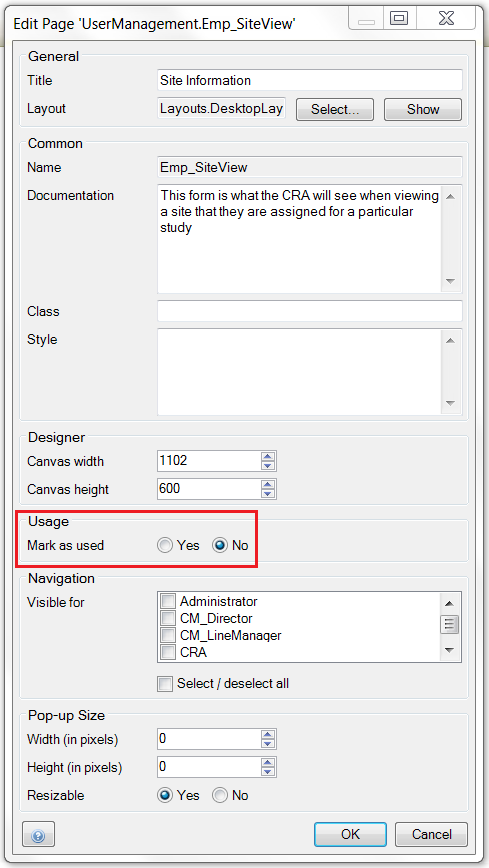 Edit Page 'UserManagement.Emp_SiteView'
General
Title Site Information
Layout Layouts.DesktopLay Select... Show
Common
Name Emp_SiteView
Documentation This form is what the CRA will see when viewing
a site that they are assigned for a particular
study
Class
Style
Designer
Canvas width 1102
Canvas height 600
Usage
Mark as used Yes No
Navigation
Visible for Administrator
CM_Director
CM_LineManager
CRA
Select / deselect all
Pop-up Size
Width (in pixels) 0
Height (in pixels) 0
Resizable Yes No
OK Cancel